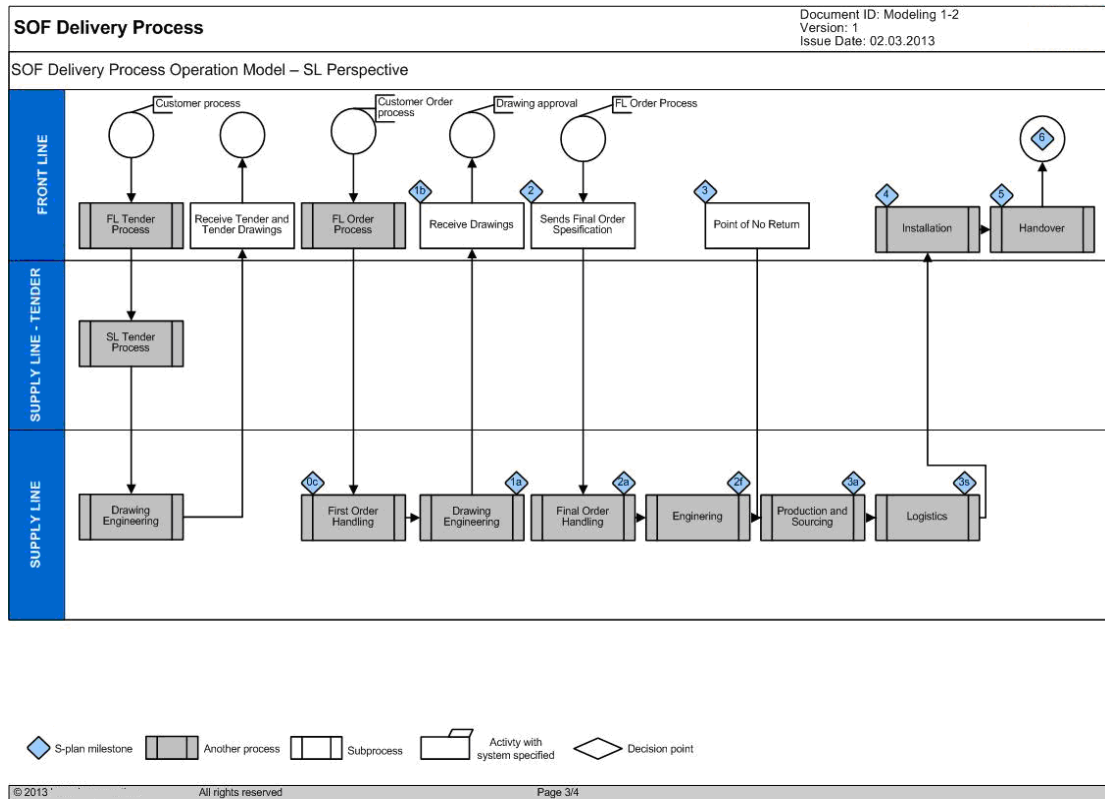 SOF Delivery Process
Document ID: Modeling 1-2
Version: 1
Issue Date: 02.03.2013
SOF Delivery Process Operation Model – SL Perspective
FRONT LINE
Customer process
Customer Order
process
Drawing approval
FL Order Process
6
1b
2
3
4
5
FL Tender
Process
Receive Tender and
Tender Drawings
FL Order
Process
Receive Drawings
Sends Final Order
Spesification
Point of No Return
Installation
Handover
SUPPLY LINE - TENDER
SL Tender
Process
SUPPLY LINE
0c
1a
2a
2f
3a
3s
Drawing
Engineering
First Order
Handling
Drawing
Engineering
Final Order
Handling
Enginering
Production and
Sourcing
Logistics
S-plan milestone
Another process
Subprocess
Activty with
system specified
Decision point
© 2013
All rights reserved
Page 3/4